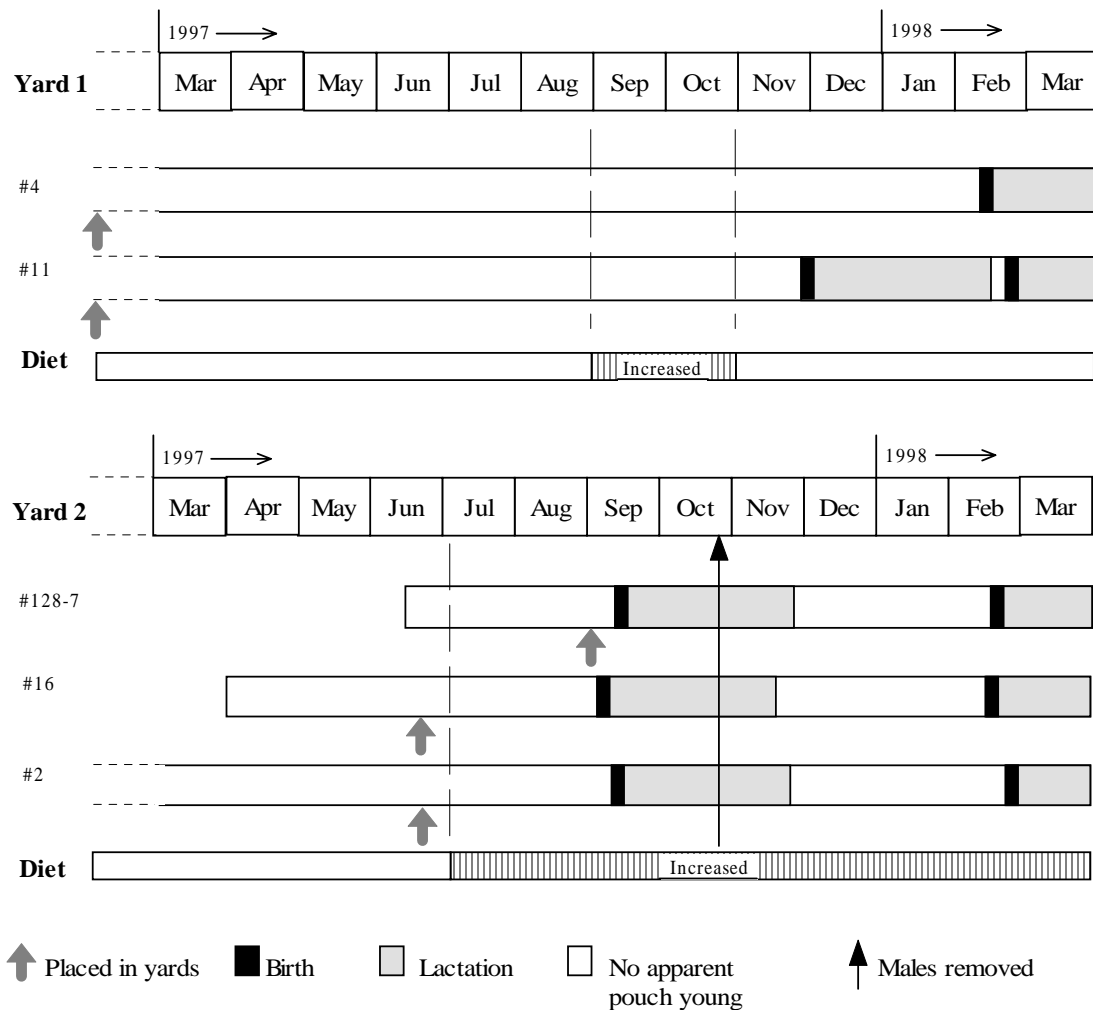 1997
1998
Yard 1
Mar Apr May Jun Jul Aug Sep Oct Nov Dec Jan Feb Mar
#4
#11
Diet
Increased
1997
1998
Yard 2
Mar Apr May Jun Jul Aug Sep Oct Nov Dec Jan Feb Mar
#128-7
#16
#2
Diet
Increased
Placed in yards Birth Lactation No apparent Males removed
pouch young